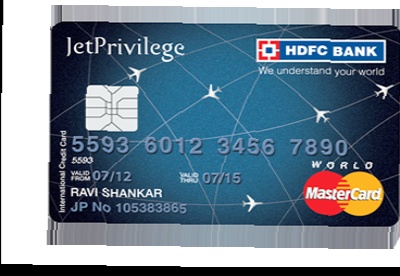 JetPrivilege
HDFC BANK
We understand your world
International Credit Card
5593 6012 3456 7890
5593
VALID FROM 07/12 VALID THRU 07/15
WORLD
RAVI SHANKAR
MasterCard
JP No 105383865